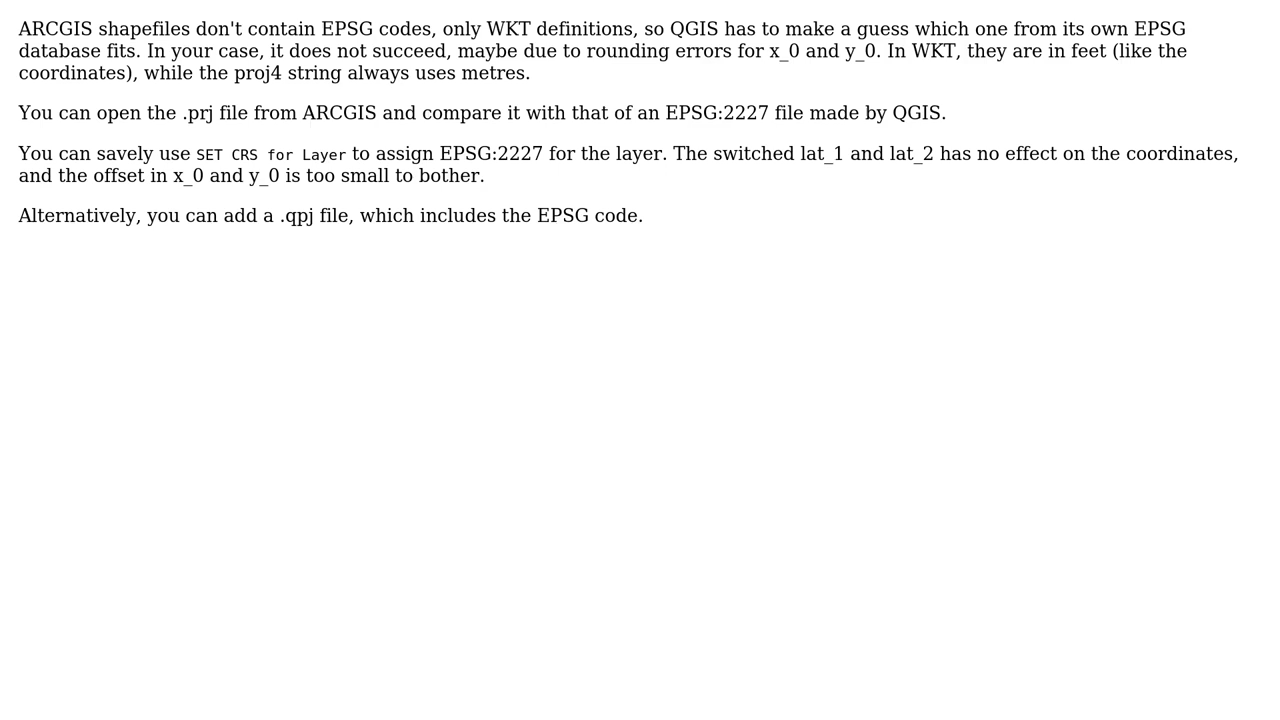 ARCGIS shapefiles don't contain EPSG codes, only WKT definitions, so QGIS has to make a guess which one from its own EPSG
database fits. In your case, it does not succeed, maybe due to rounding errors for x_0 and y_0. In WKT, they are in feet (like the
coordinates), while the proj4 string always uses metres.
You can open the .prj file from ARCGIS and compare it with that of an EPSG:2227 file made by QGIS.
You can savely use SET CRS for Layer to assign EPSG:2227 for the layer. The switched lat_1 and lat_2 has no effect on the coordinates,
and the offset in x_0 and y_0 is too small to bother.
Alternatively, you can add a .qpj file, which includes the EPSG code.